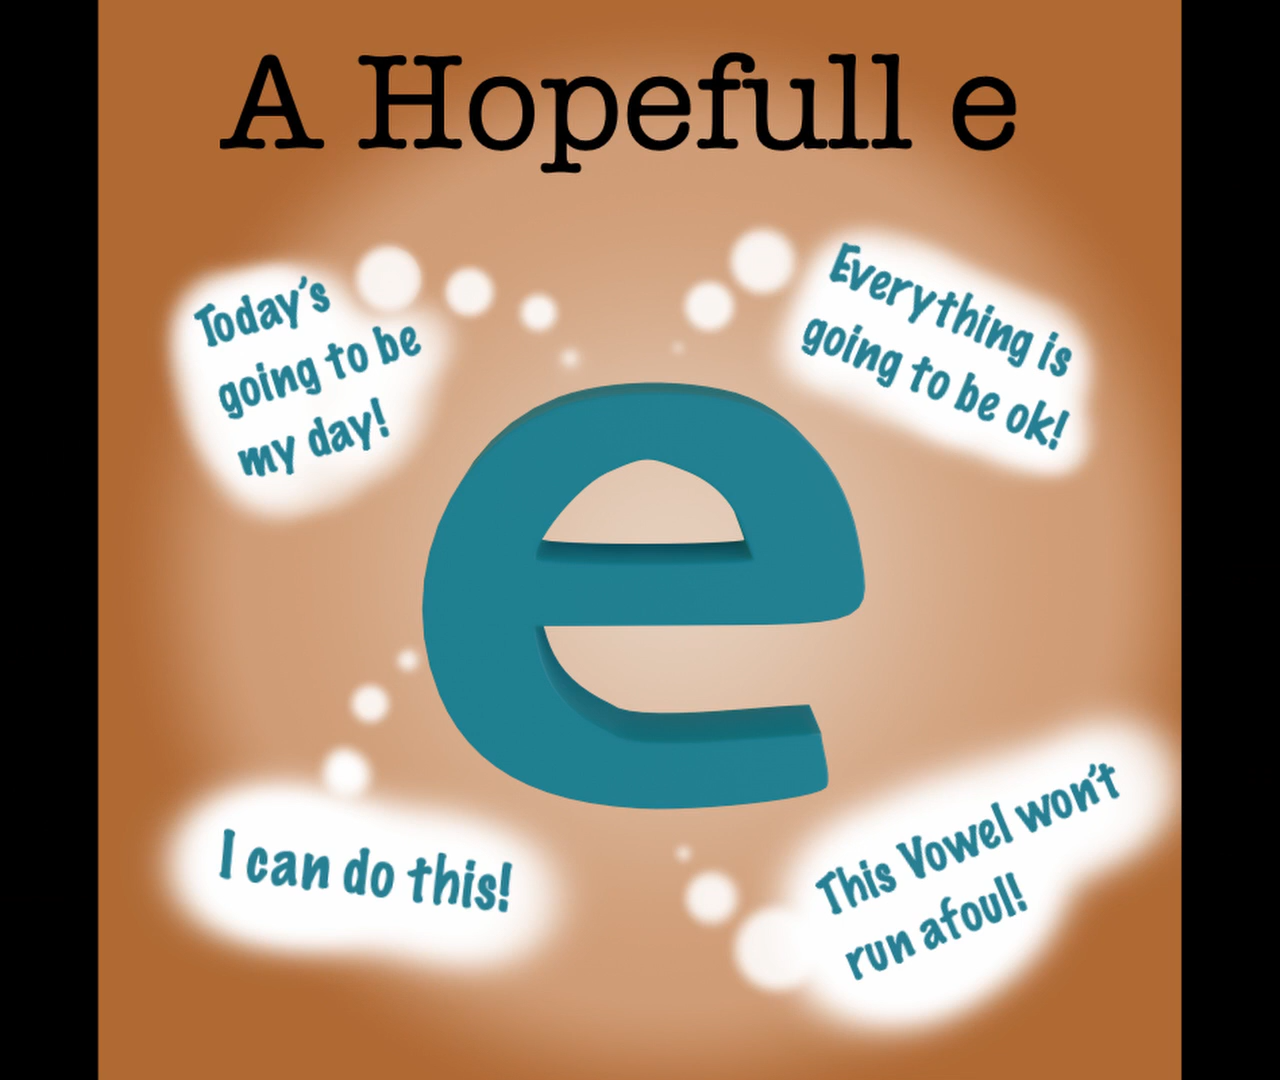 A Hopefull e
Today's
going to be
my day!
Everything is
going to be ok!
e
I can do this!
This Vowel won't
run afoul!